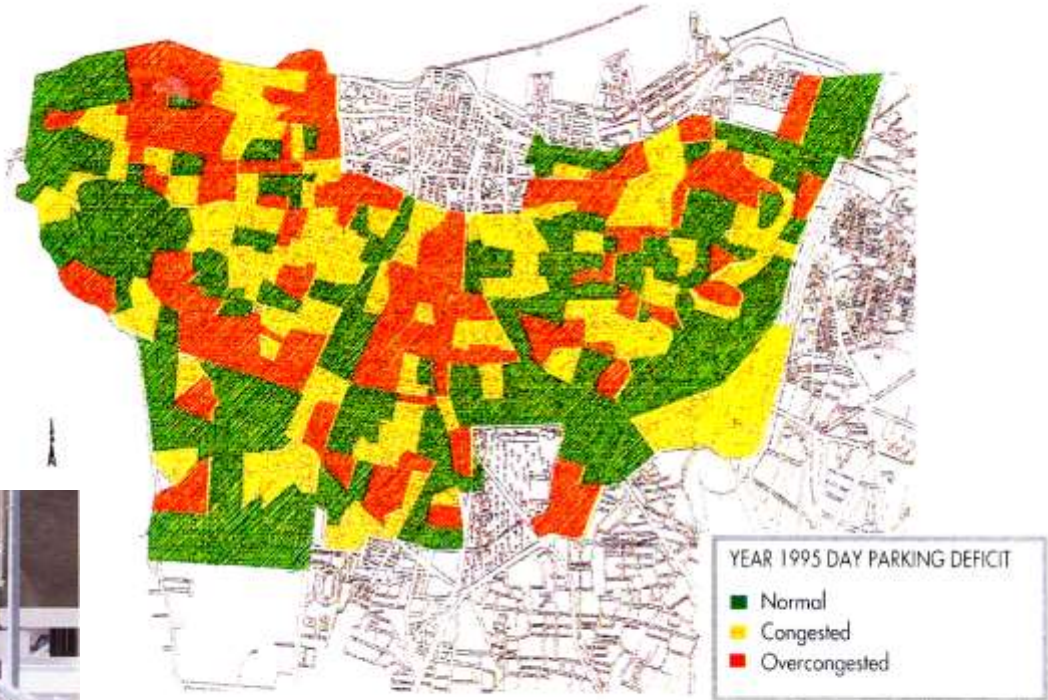 YEAR 1995 DAY PARKING DEFICIT
Normal
Congested
Overcongested